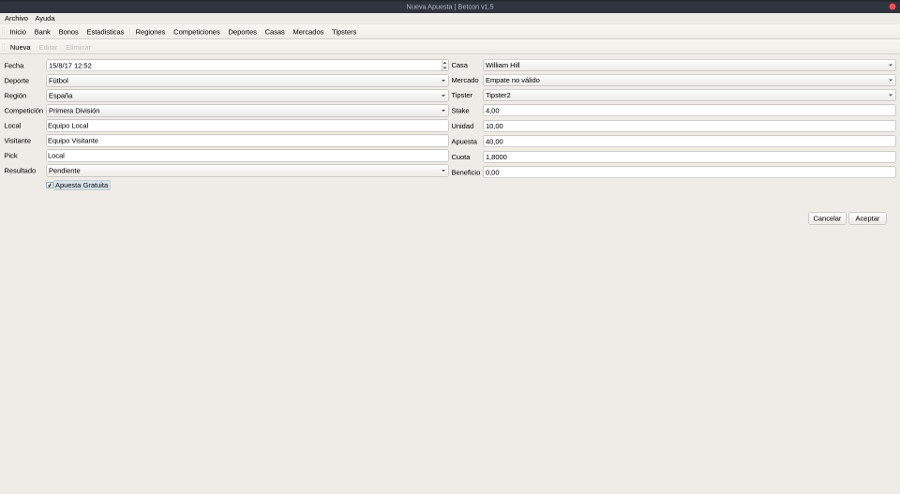 Nueva Apuesta | Betcon v1.5
Archivo Ayuda
Inicio Bank Bonos Estadisticas Regiones Competiciones Deportes Casas Mercados Tipsters
Nueva Editar Eliminar
Fecha 15/8/17 12:52 Casa William Hill
Deporte Fútbol Mercado Empate no válido
Región España Tipster Tipster2
Competición Primera División Stake 4,00
Local Equipo Local Unidad 10,00
Visitante Equipo Visitante Apuesta 40,00
Pick Local Cuota 1,8000
Resultado Pendiente Beneficio 0,00
Apuesta Gratuita
Cancelar Aceptar